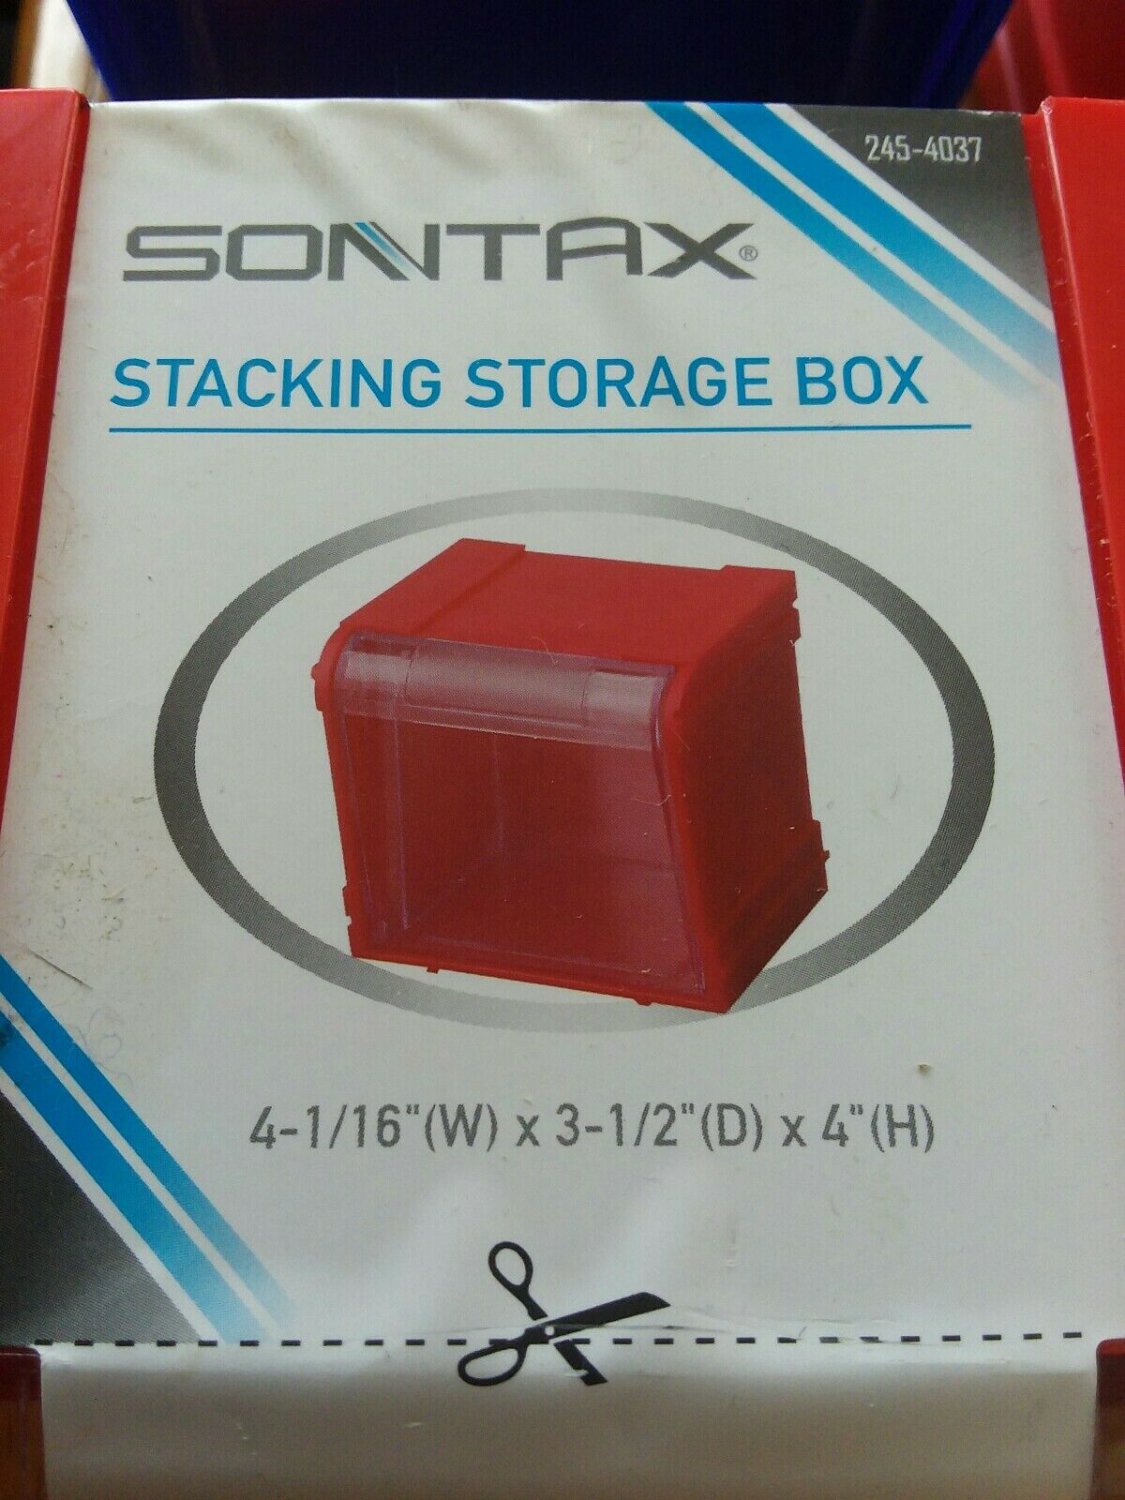 245-4037
SONTAX®
STACKING STORAGE BOX
4-1/16"(W) x 3-1/2"(D) x 4"(H)